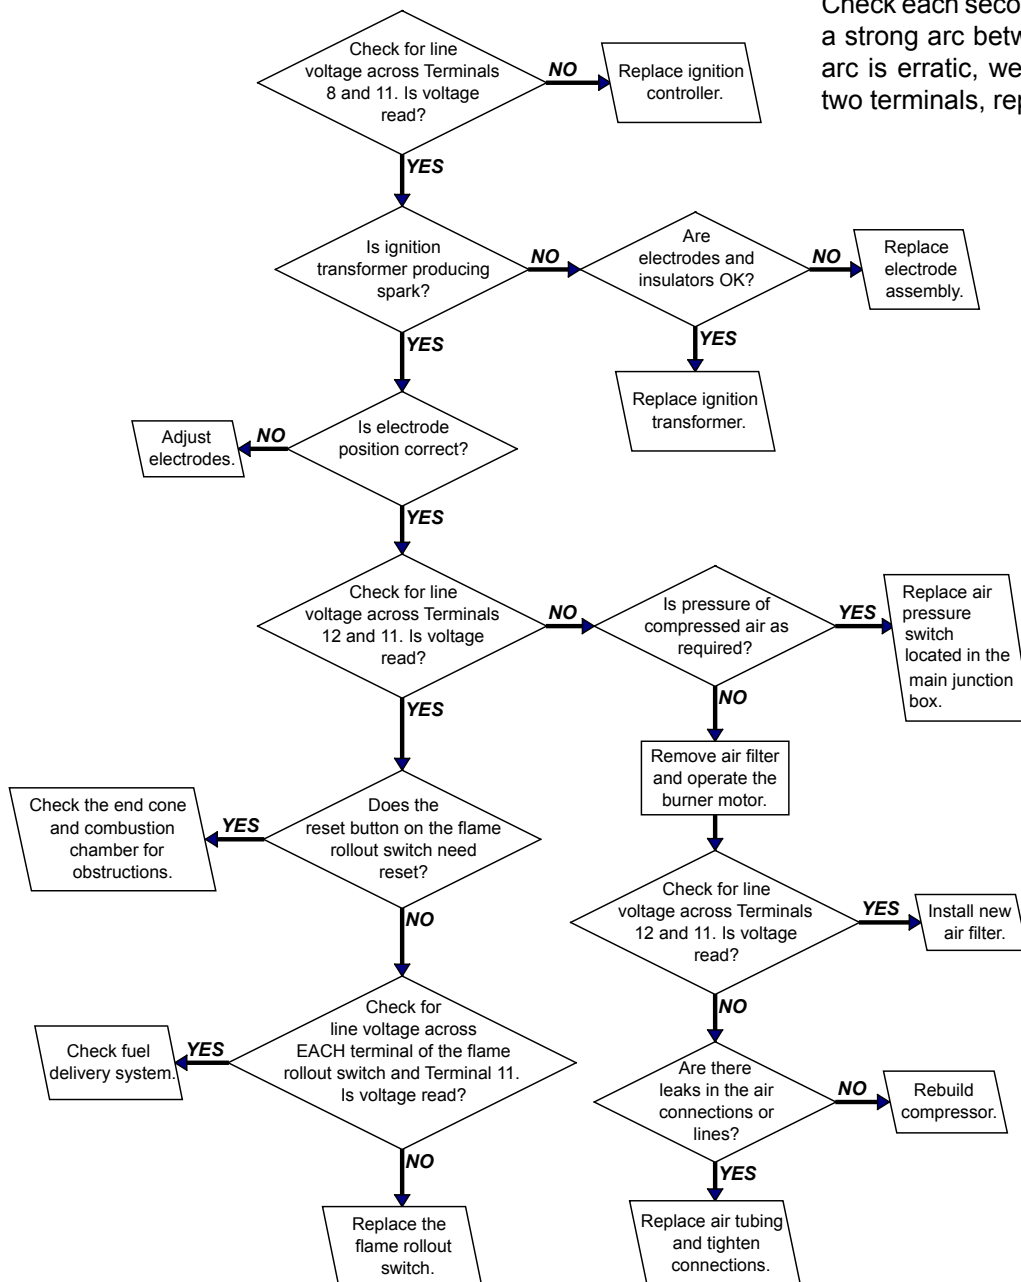 Check each seco
a strong arc betw
arc is erratic, we
two terminals, rep
Check for line
voltage across Terminals
8 and 11. Is voltage
read?
NO
Replace ignition
controller.
YES
Is ignition
transformer producing
spark?
NO
Are
electrodes and
insulators OK?
NO
Replace
electrode
assembly.
YES
YES
Replace ignition
transformer.
Is electrode
position correct?
NO
Adjust
electrodes.
YES
Check for line
voltage across Terminals
12 and 11. Is voltage
read?
NO
Is pressure of
compressed air as
required?
YES
Replace air
pressure
switch
located in the
main junction
box.
YES
NO
Remove air filter
and operate the
burner motor.
Does the
reset button on the flame
rollout switch need
reset?
YES
Check the end cone
and combustion
chamber for
obstructions.
Check for line
voltage across Terminals
12 and 11. Is voltage
read?
YES
Install new
air filter.
NO
NO
Check for
line voltage across
EACH terminal of the flame
rollout switch and Terminal 11.
Is voltage read?
YES
Check fuel
delivery system.
Are there
leaks in the air
connections or
lines?
NO
Rebuild
compressor.
NO
YES
Replace the
flame rollout
switch.
Replace air tubing
and tighten
connections.